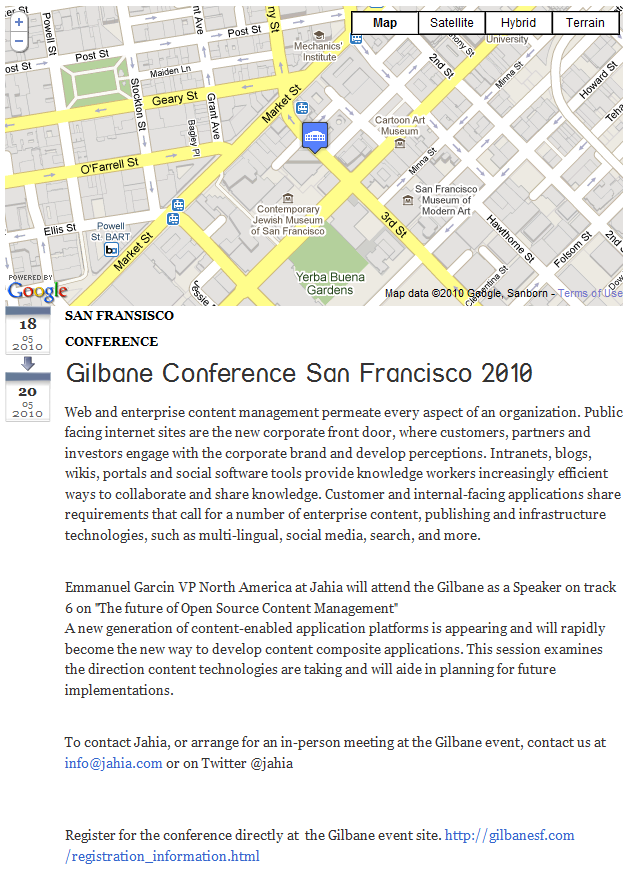 Map
Satellite
Hybrid
Terrain
Powell St
Post St
Post St
Maiden Ln
Geary St
Stockton St
Grant Ave
Bagley Pl
O'Farrell St
Market St
Mechanics'
Institute
University
2nd St
Minna St
Howard St
Cartoon Art
Museum
Minna St
San Francisco
Museum of
Modern Art
Ellis St
Powell
St. BART
Market St
Contemporary
Jewish Museum
of San Francisco
3rd St
Hawthorne St
Folsom St
Yerba Buena
Gardens
Clementina St
POWERED BY
Google
Map data ©2010 Google, Sanborn - Terms of Use
18
05
2010
20
05
2010
SAN FRANSISCO
CONFERENCE
Gilbane Conference San Francisco 2010
Web and enterprise content management permeate every aspect of an organization. Public
facing internet sites are the new corporate front door, where customers, partners and
investors engage with the corporate brand and develop perceptions. Intranets, blogs,
wikis, portals and social software tools provide knowledge workers increasingly efficient
ways to collaborate and share knowledge. Customer and internal-facing applications share
requirements that call for a number of enterprise content, publishing and infrastructure
technologies, such as multi-lingual, social media, search, and more.
Emmanuel Garcin VP North America at Jahia will attend the Gilbane as a Speaker on track
6 on "The future of Open Source Content Management"
A new generation of content-enabled application platforms is appearing and will rapidly
become the new way to develop content composite applications. This session examines
the direction content technologies are taking and will aide in planning for future
implementations.
To contact Jahia, or arrange for an in-person meeting at the Gilbane event, contact us at
info@jahia.com or on Twitter @jahia
Register for the conference directly at the Gilbane event site. http://gilbanesf.com
/registration_information.html